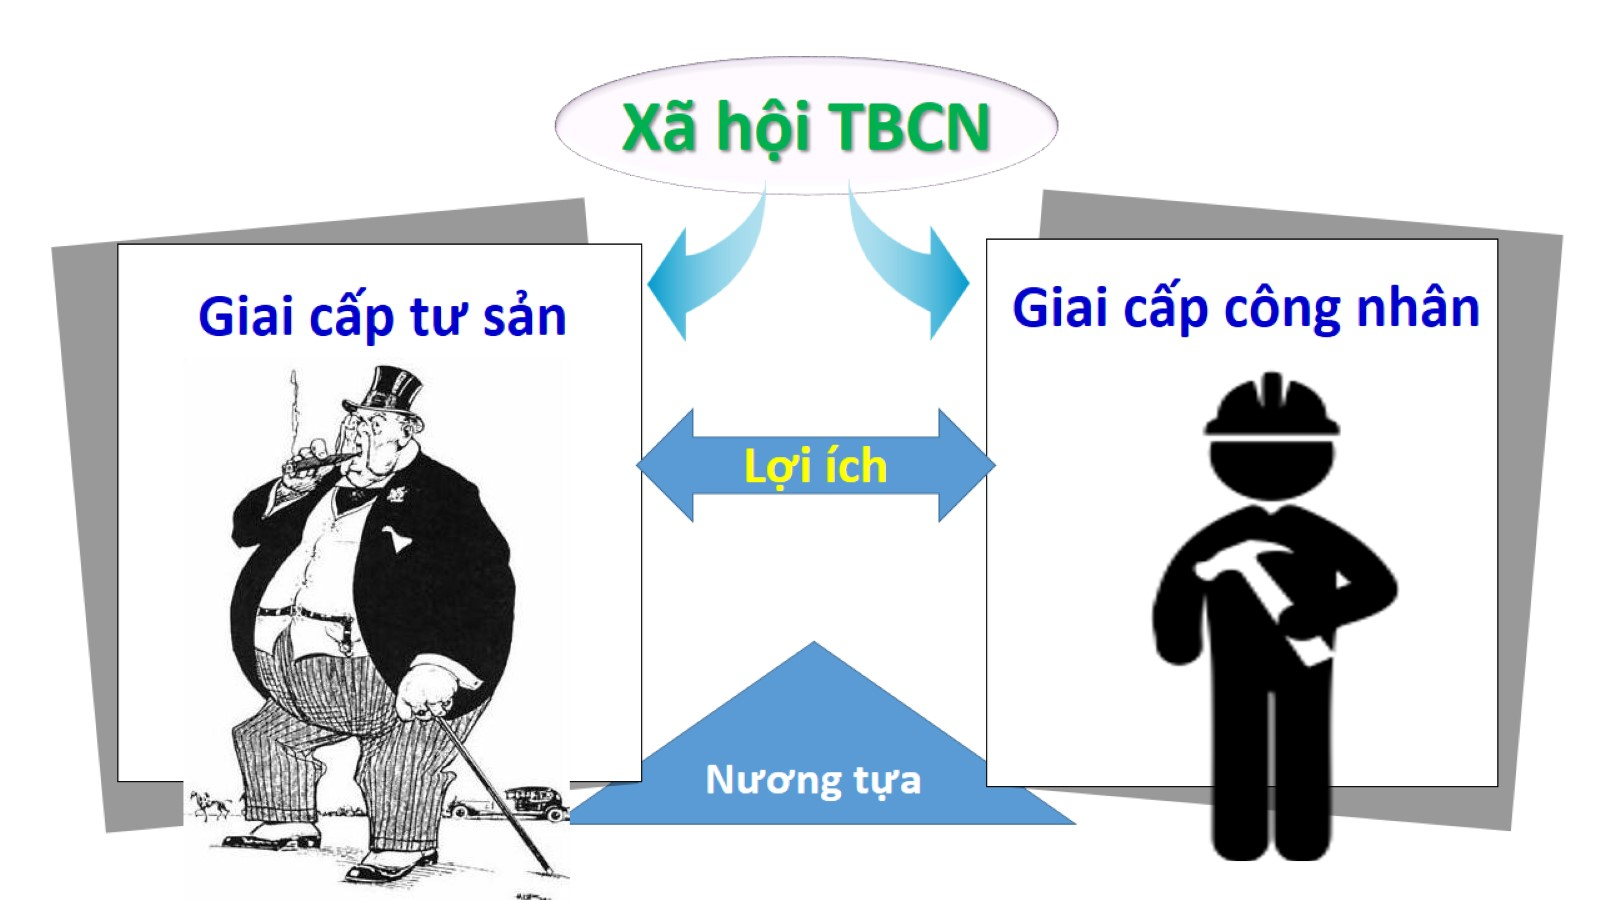 Xã hội TBCN
Giai cấp tư sản
Giai cấp công nhân
Lợi ích
Nương tựa